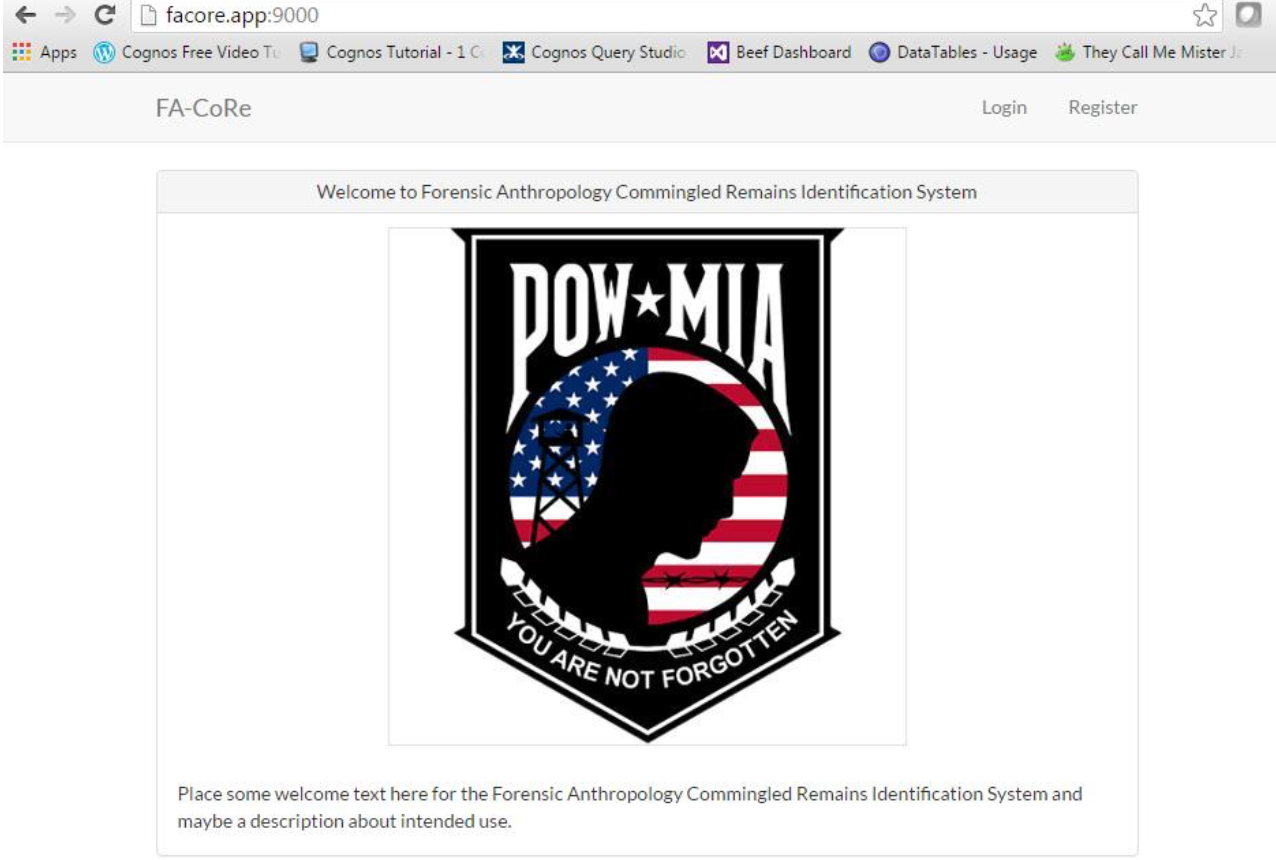 facore.app:9000
Apps Cognos Free Video Tu Cognos Tutorial - 1 Co Cognos Query Studio Beef Dashboard DataTables - Usage They Call Me Mister Ja
FA-CoRe Login Register
Welcome to Forensic Anthropology Commingled Remains Identification System
POW★MIA
YOU ARE NOT FORGOTTEN
Place some welcome text here for the Forensic Anthropology Commingled Remains Identification System and
maybe a description about intended use.